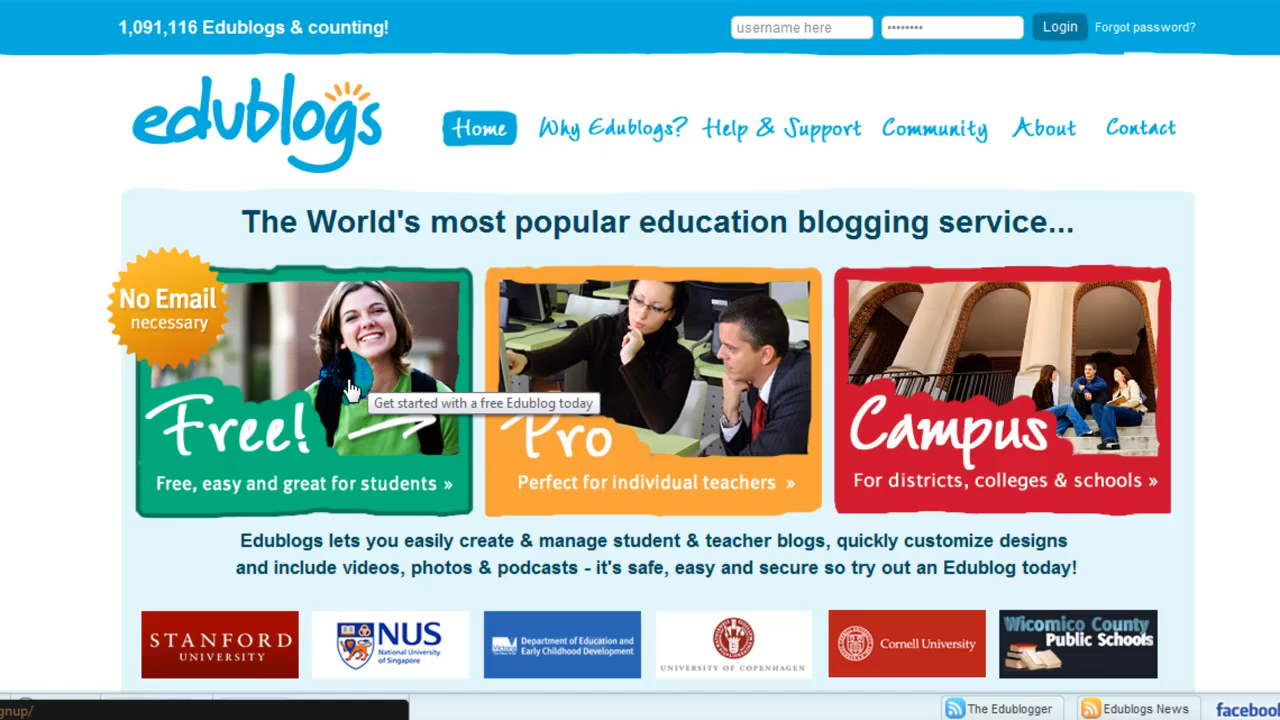 1,091,116 Edublogs & counting!
username here
Login
Forgot password?
edublogs
Home
Why Edublogs?
Help & Support
Community
About
Contact
The World's most popular education blogging service...
No Email
necessary
Free!
Get started with a free Edublog today
Free, easy and great for students »
Pro
Perfect for individual teachers »
Campus
For districts, colleges & schools »
Edublogs lets you easily create & manage student & teacher blogs, quickly customize designs
and include videos, photos & podcasts - it's safe, easy and secure so try out an Edublog today!
STANFORD
UNIVERSITY
NUS
National University
of Singapore
Department of Education and
Early Childhood Development
UNIVERSITY OF COPENHAGEN
Cornell University
Wicomico County
Public Schools
gnup/
The Edublogger
Edublogs News
facebook